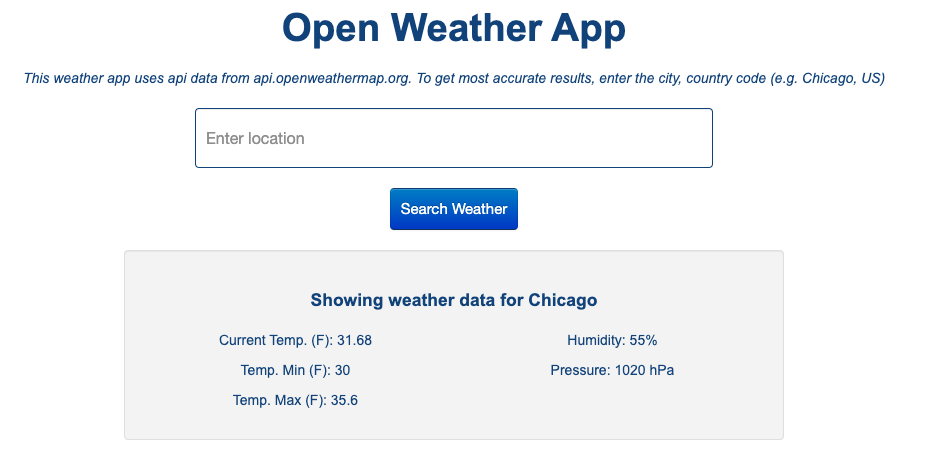 Open Weather App
This weather app uses api data from api.openweathermap.org. To get most accurate results, enter the city, country code (e.g. Chicago, US)
Enter location
Search Weather
Showing weather data for Chicago
Current Temp. (F): 31.68
Humidity: 55%
Temp. Min (F): 30
Pressure: 1020 hPa
Temp. Max (F): 35.6